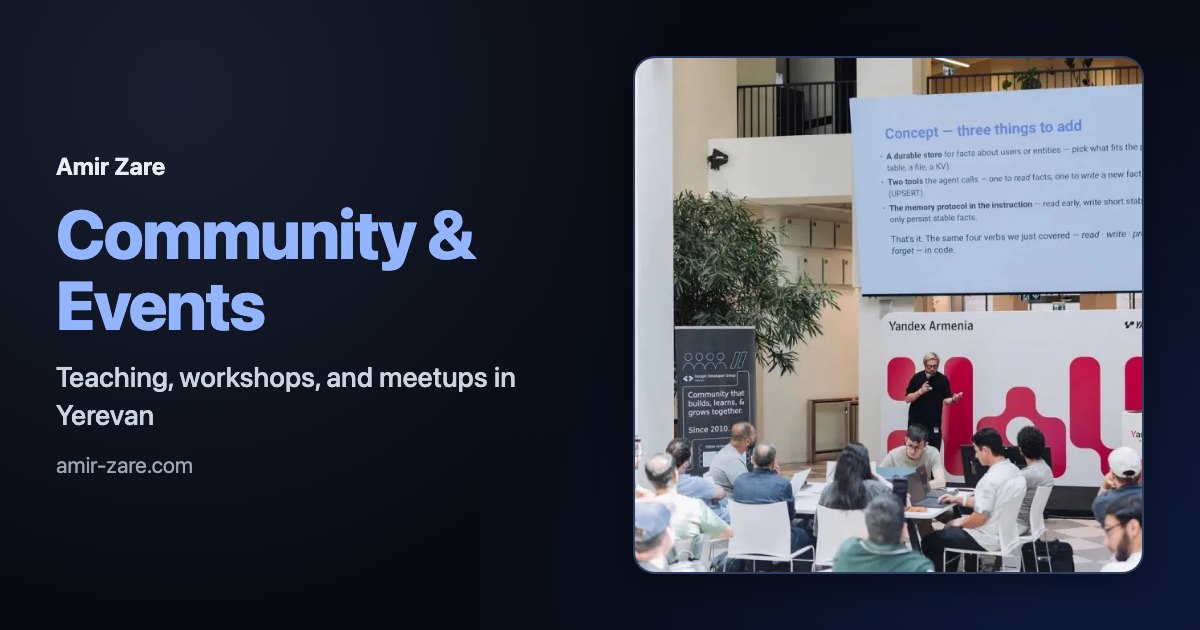 Amir Zare
Community &
Events
Teaching, workshops, and meetups in
Yerevan
amir-zare.com
Concept — three things to add
· A durable store for facts about users or entities — pick what fits the
table, a file, a KV).
· Two tools the agent calls — one to read facts, one to write a new fact
(UPSERT).
· The memory protocol in the instruction — read early, write short
only persist stable facts.
That's it. The same four verbs we just covered — read · write ·
forget — in code.
Yandex Armenia
Google Developer Group
Community that
builds, learns, &
grows together.
Since 2010.